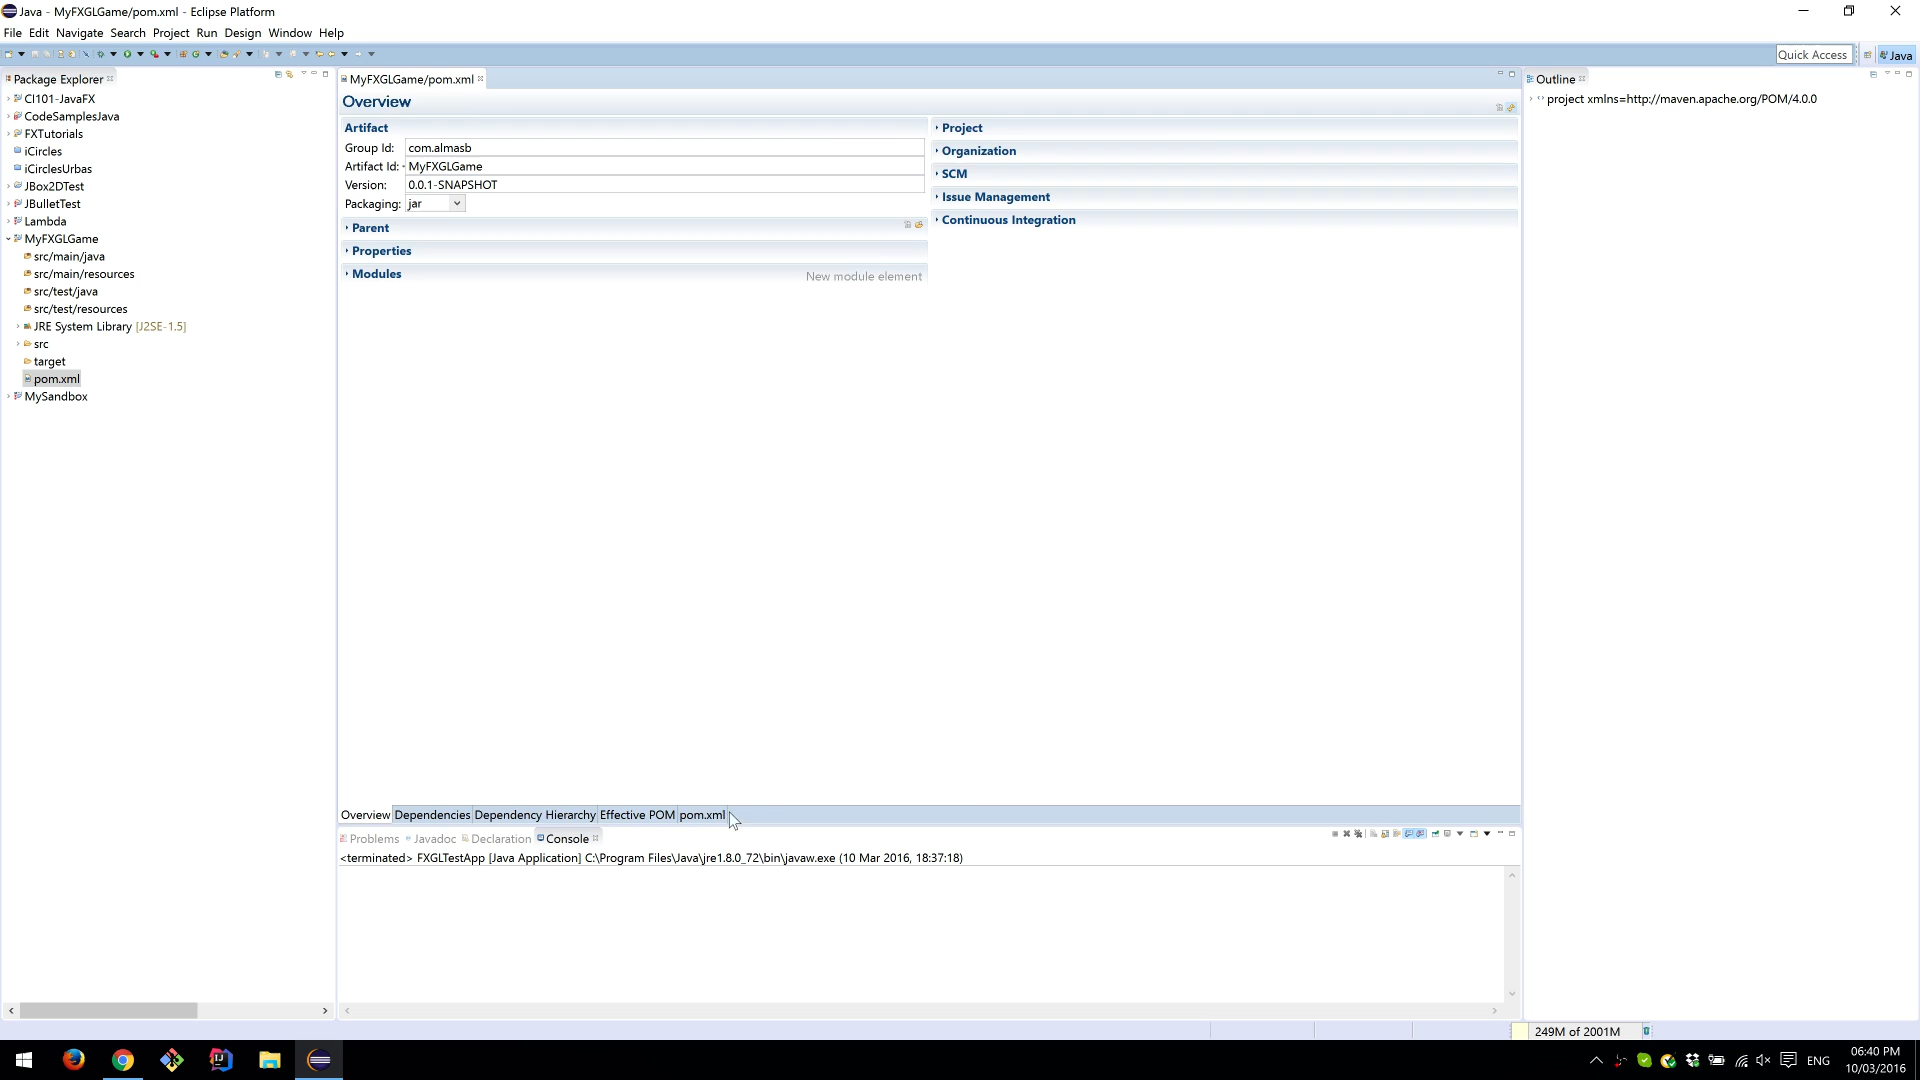 Java - MyFXGLGame/pom.xml - Eclipse Platform
File Edit Navigate Search Project Run Design Window Help
Quick Access
Java
Package Explorer
CI101-JavaFX
CodeSamplesJava
FXTutorials
iCircles
iCirclesUrbas
JBox2DTest
JBulletTest
Lambda
MyFXGLGame
src/main/java
src/main/resources
src/test/java
src/test/resources
JRE System Library [J2SE-1.5]
src
target
pom.xml
MySandbox
MyFXGLGame/pom.xml
Overview
Artifact
Group Id: com.almasb
Artifact Id: MyFXGLGame
Version: 0.0.1-SNAPSHOT
Packaging: jar
Parent
Properties
Modules
New module element
Project
Organization
SCM
Issue Management
Continuous Integration
Overview Dependencies Dependency Hierarchy Effective POM pom.xml
Problems Javadoc Declaration Console
<terminated> FXGLTestApp [Java Application] C:\Program Files\Java\jre1.8.0_72\bin\javaw.exe (10 Mar 2016, 18:37:18)
Outline
project xmlns=http://maven.apache.org/POM/4.0.0
249M of 2001M
ENG
06:40 PM
10/03/2016